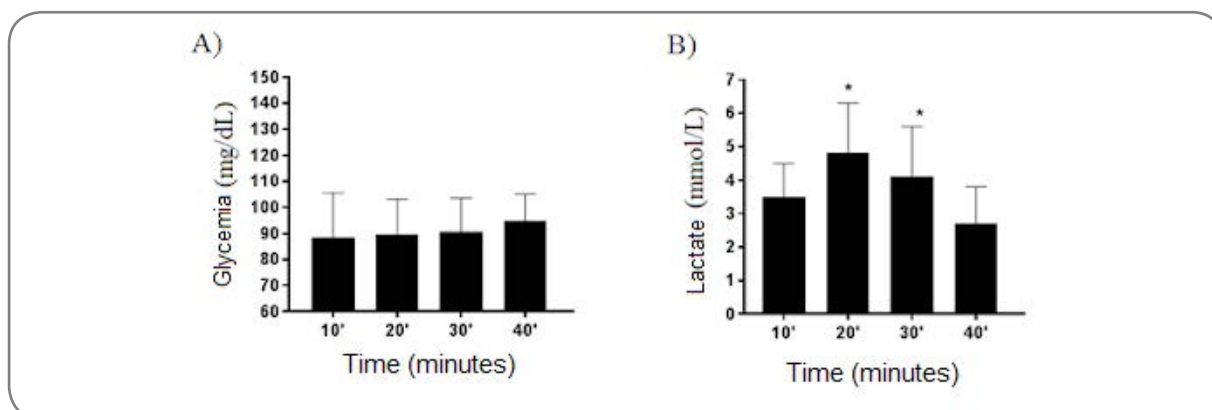 A)
Glycemia (mg/dL)
150
140
130
120
110
100
90
80
70
60
10' 20' 30' 40'
Time (minutes)
B)
Lactate (mmol/L)
7
6
5
4
3
2
1
0
* *
10' 20' 30' 40'
Time (minutes)